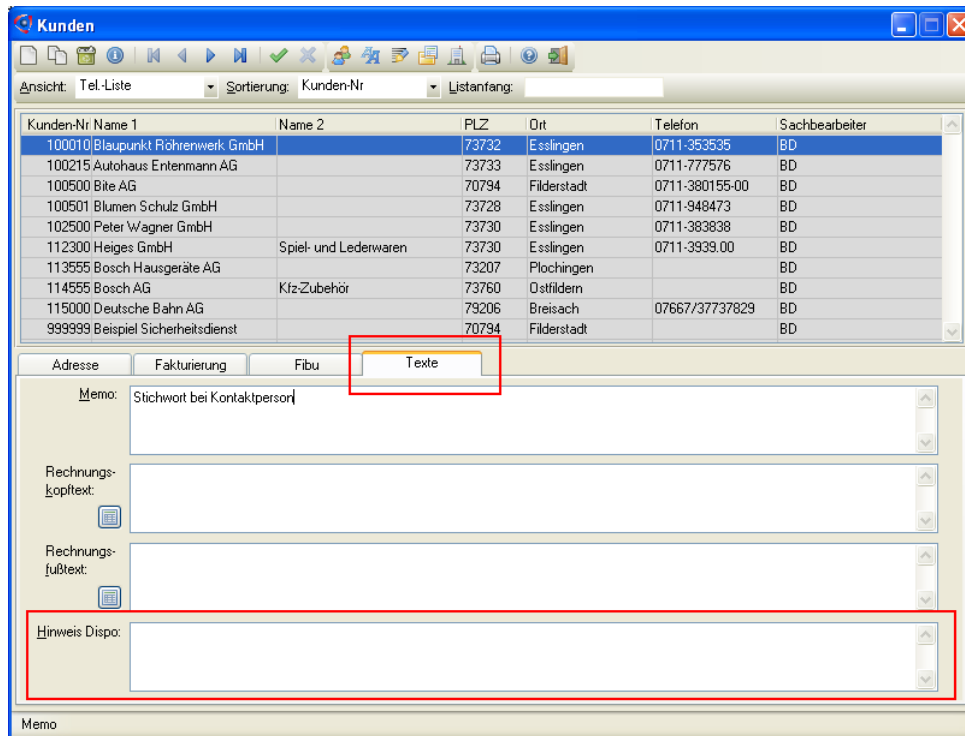 Kunden
Ansicht: Tel.-Liste Sortierung: Kunden-Nr Listanfang:
Kunden-Nr Name 1 Name 2 PLZ Ort Telefon Sachbearbeiter
100010 Blaupunkt Röhrenwerk GmbH 73732 Esslingen 0711-353535 BD
100215 Autohaus Entenmann AG 73733 Esslingen 0711-777576 BD
100500 Bite AG 70794 Filderstadt 0711-380155-00 BD
100501 Blumen Schulz GmbH 73728 Esslingen 0711-948473 BD
102500 Peter Wagner GmbH 73730 Esslingen 0711-383838 BD
112300 Heiges GmbH Spiel- und Lederwaren 73730 Esslingen 0711-3939.00 BD
113555 Bosch Hausgeräte AG 73207 Plochingen BD
114555 Bosch AG Kfz-Zubehör 73760 Ostfildern BD
115000 Deutsche Bahn AG 79206 Breisach 07667/37737829 BD
999999 Beispiel Sicherheitsdienst 70794 Filderstadt BD
Adresse Fakturierung Fibu Texte
Memo: Stichwort bei Kontaktperson
Rechnungs-
kopftext:
Rechnungs-
fußtext:
Hinweis Dispo:
Memo